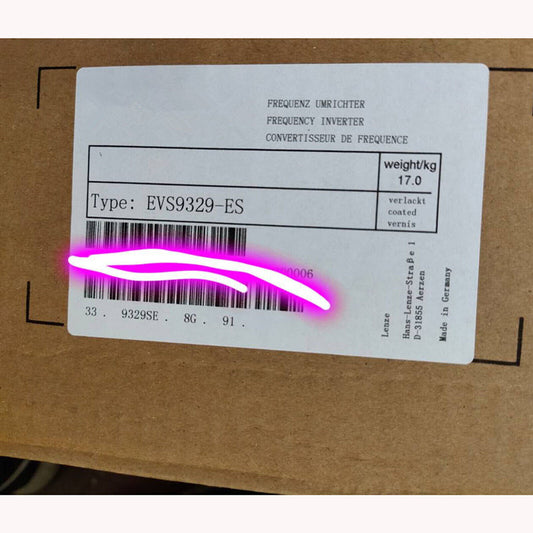 FREQUENZ UMRICHTER
FREQUENCY INVERTER
CONVERTISSEUR DE FREQUENCE
weight/kg
17.0
Type: EVS9329-ES
verlackt
coated
vernis
0006
33. 9329SE. 8G. 91.
Lenze
Hans-Lenze-Straße 1
D-31855 Aerzen
Made in Germany